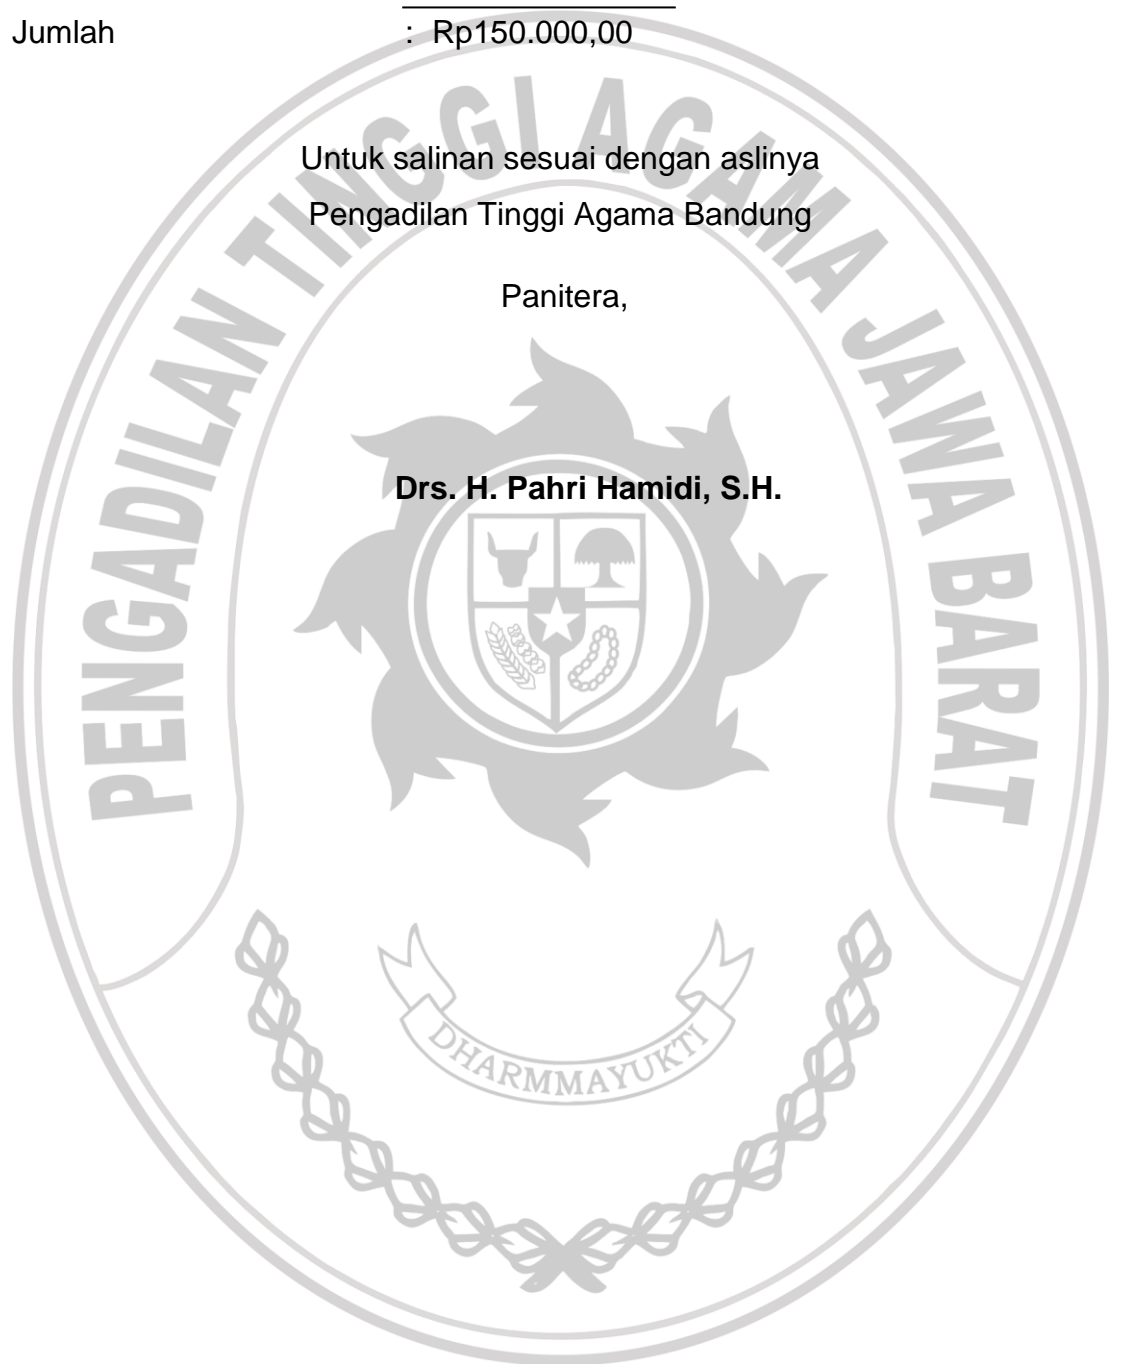 Jumlah : Rp150.000,00
Untuk salinan sesuai dengan aslinya
Pengadilan Tinggi Agama Bandung
Panitera,
Drs. H. Pahri Hamidi, S.H.
PENGADILAN TINGGI AGAMA JAWA BARAT
DHARMMAYUKTI